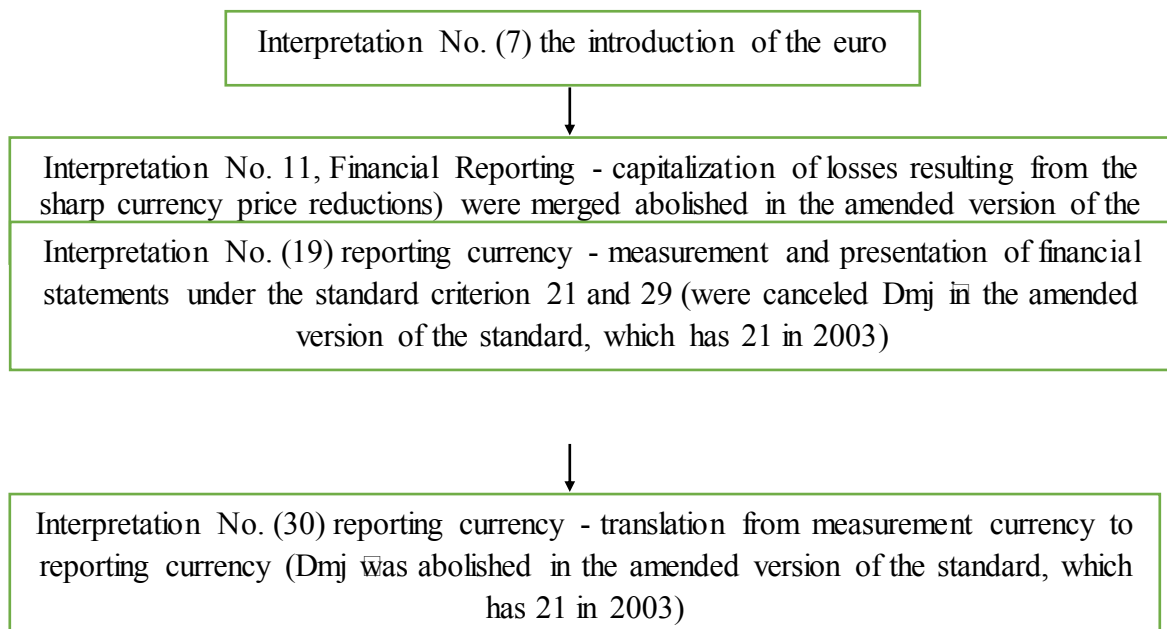 Interpretation No. (7) the introduction of the euro
Interpretation No. 11, Financial Reporting - capitalization of losses resulting from the
sharp currency price reductions) were merged abolished in the amended version of the
Interpretation No. (19) reporting currency - measurement and presentation of financial
statements under the standard criterion 21 and 29 (were canceled Dmj in the amended
version of the standard, which has 21 in 2003)
Interpretation No. (30) reporting currency - translation from measurement currency to
reporting currency (Dmj was abolished in the amended version of the standard, which
has 21 in 2003)